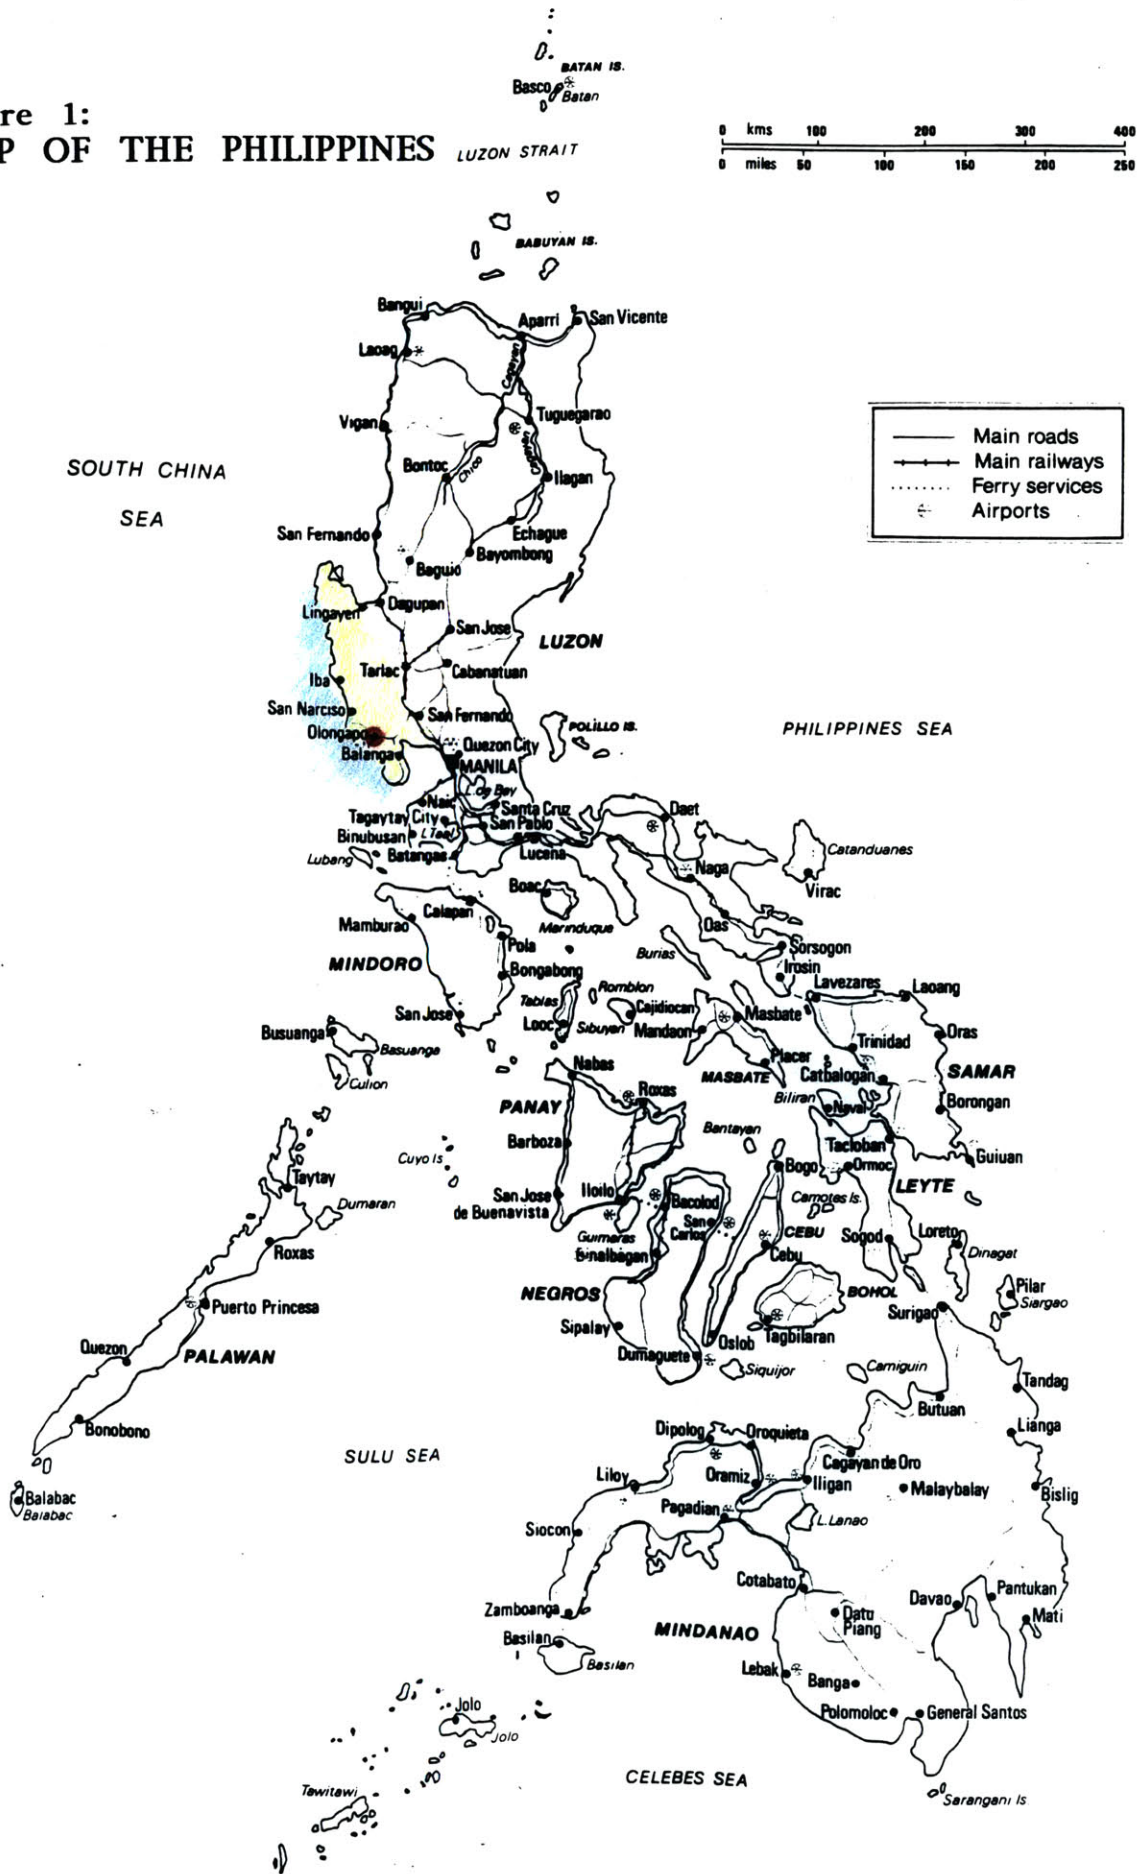 re 1:
P OF THE PHILIPPINES
BATAN IS.
Basco
Batan
LUZON STRAIT
0 kms 100 200 300 400
0 miles 50 100 150 200 250
BABUYAN IS.
Bangui
Aparri
San Vicente
Laoag
Cagayan
Vigan
Tuguegarao
Cagayan
Main roads
Main railways
Ferry services
Airports
SOUTH CHINA
SEA
Bontoc
Chico
Ilagan
San Fernando
Echague
Bayombong
Baguio
Lingayen
Dagupan
San Jose
LUZON
Tarlac
Cabanatuan
Iba
San Narciso
San Fernando
POLILLO IS.
PHILIPPINES SEA
Olongapo
Balanga
Quezon City
MANILA
L.de Bay
Naic
Santa Cruz
Daet
Tagaytay City
San Pablo
Binubusan
L Taal
Lucena
Catanduanes
Lubang
Batangas
Naga
Virac
Boac
Calapan
Marinduque
Mamburao
Oas
Pola
Burias
Sorsogon
MINDORO
Bongabong
Irosin
Romblon
Lavezares
Laoang
Tablas
Cajidiocan
San Jose
Looc
Sibuyan
Mandaon
Masbate
Busuanga
Basuanga
Oras
Trinidad
Culion
Nabas
Placer
MASBATE
Catbalogan
SAMAR
Roxas
Biliran
Naval
Borongan
PANAY
Bantayan
Barboza
Tacloban
Cuyo Is
Bogo
Ormoc
Guiuan
Taytay
LEYTE
San Jose
de Buenavista
Iloilo
Bacolod
Camotes Is.
Dumaran
San
Carlos
CEBU
Guimaras
Sogod
Loreto
Dinagat
Roxas
Binalbagan
Cebu
NEGROS
BOHOL
Pilar
Siargao
Puerto Princesa
Surigao
Sipalay
Oslob
Tagbilaran
Quezon
PALAWAN
Dumaguete
Siquijor
Camiguin
Tandag
Butuan
Bonobono
Lianga
Dipolog
Oroquieta
SULU SEA
Cagayan de Oro
Liloy
Oramiz
Iligan
Malaybalay
Bislig
Balabac
Balabac
Pagadian
L.Lanao
Siocon
Cotabato
Davao
Pantukan
Zamboanga
Datu
Piang
Mati
MINDANAO
Basilan
Basilan
Lebak
Banga
Jolo
Jolo
Polomoloc
General Santos
CELEBES SEA
Tawitawi
Sarangani Is